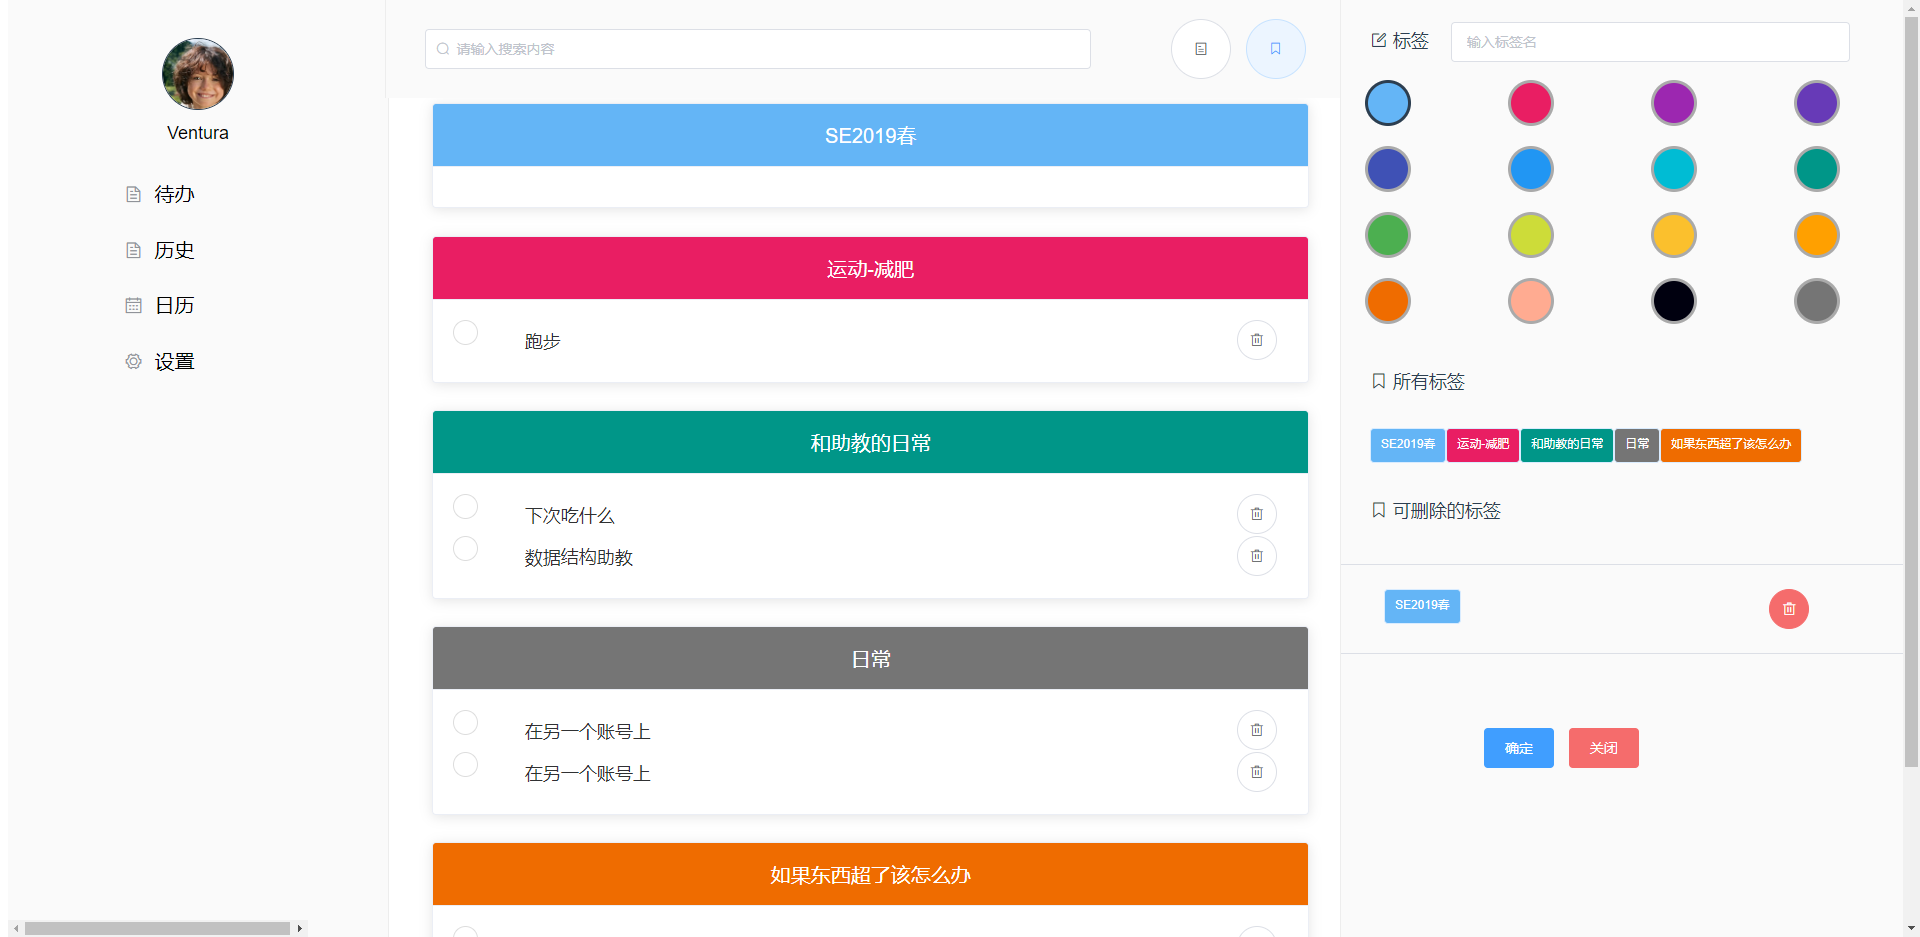 Ventura
待办
历史
日历
设置
请输入搜索内容
SE2019春
运动-减肥
跑步
和助教的日常
下次吃什么
数据结构助教
日常
在另一个账号上
在另一个账号上
如果东西超了该怎么办
标签
输入标签名
所有标签
SE2019春 运动-减肥 和助教的日常 日常 如果东西超了该怎么办
可删除的标签
SE2019春
确定 关闭